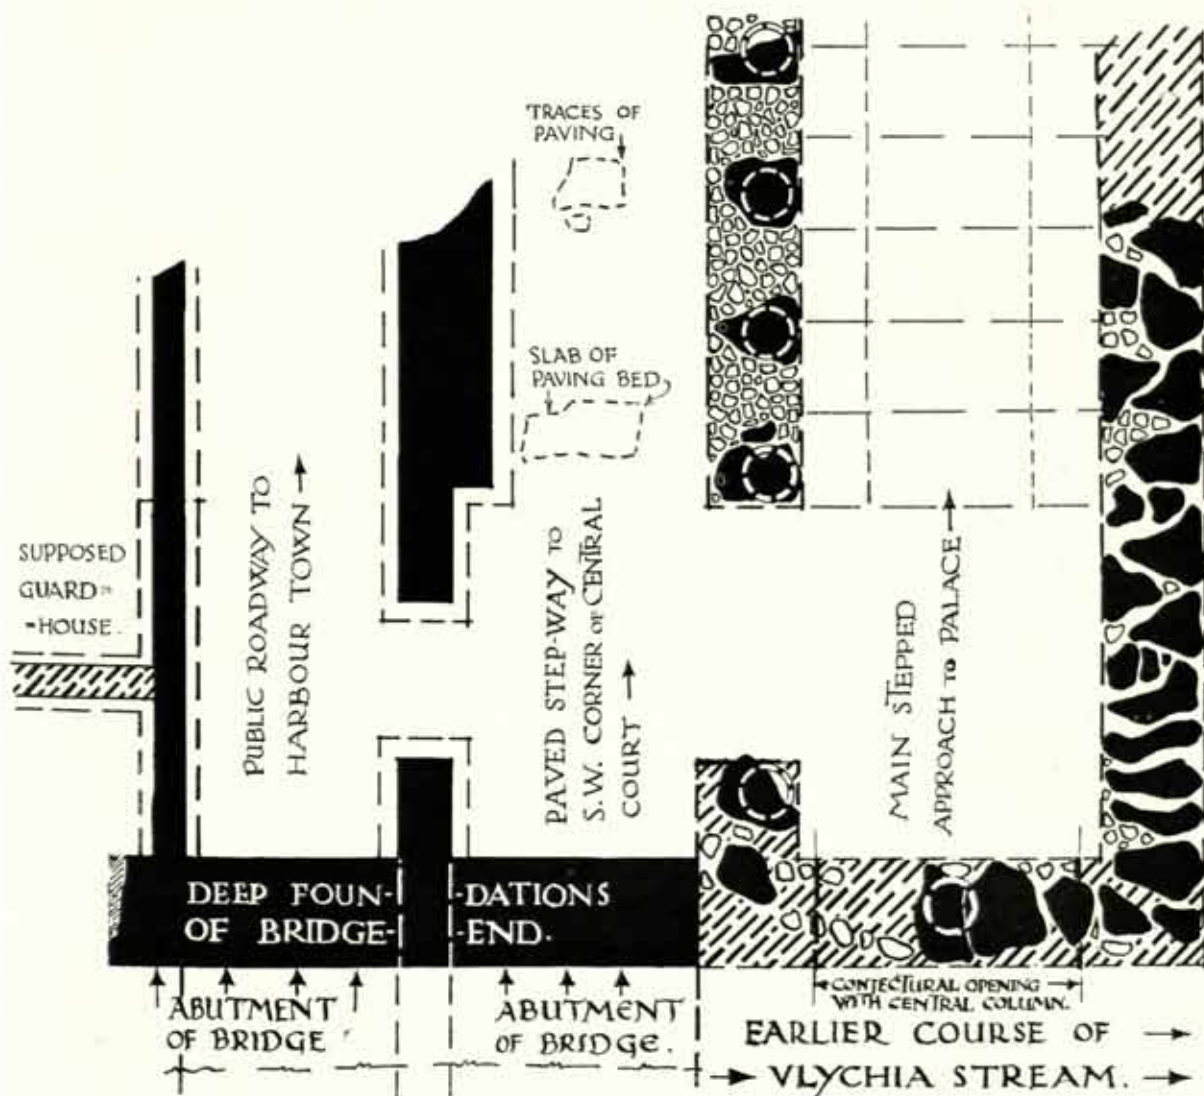 TRACES OF
PAVING
SLAB OF
PAVING BED
SUPPOSED
GUARD-
-HOUSE.
PUBLIC ROADWAY TO
HARBOUR TOWN
PAVED STEP-WAY TO
S.W. CORNER OF CENTRAL
COURT
MAIN STEPPED
APPROACH TO PALACE
DEEP FOUN- -DATIONS
OF BRIDGE- -END.
ABUTMENT
OF BRIDGE
ABUTMENT
OF BRIDGE.
CONJECTURAL OPENING
WITH CENTRAL COLUMN.
EARLIER COURSE OF
VLYCHIA STREAM.